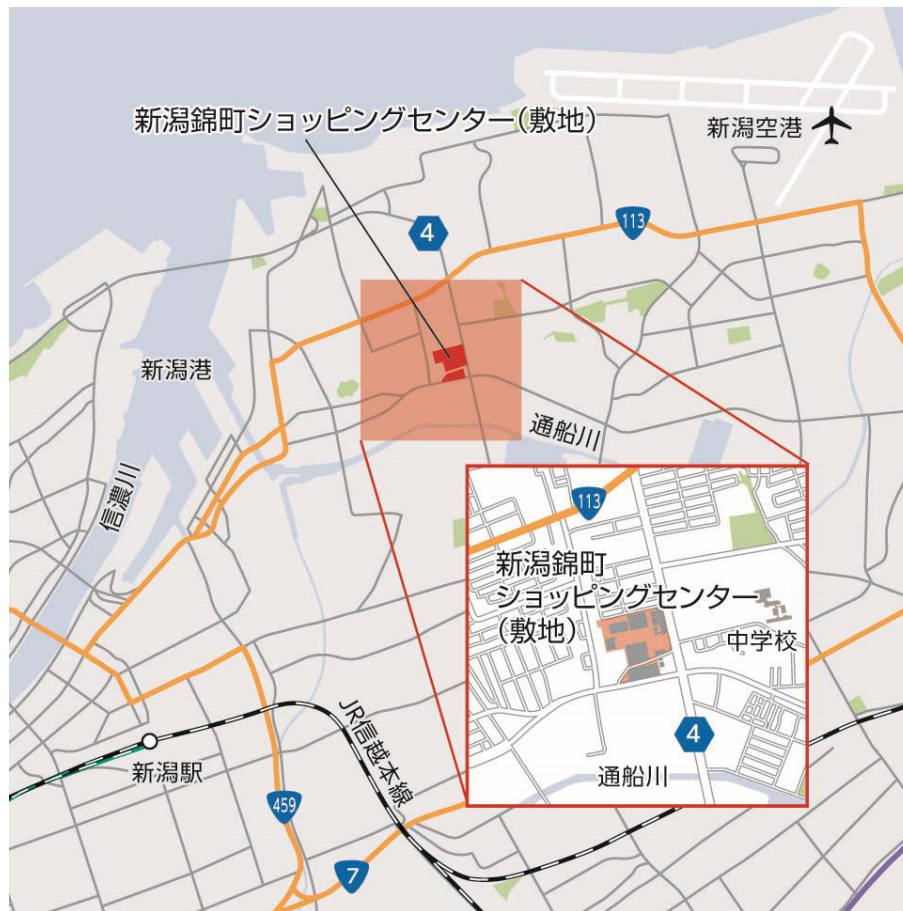 新潟錦町ショッピングセンター(敷地)
新潟空港
4
113
新潟港
通船川
信濃川
113
新潟錦町
ショッピングセンター
(敷地)
中学校
4
通船川
JR信越本線
新潟駅
459
7